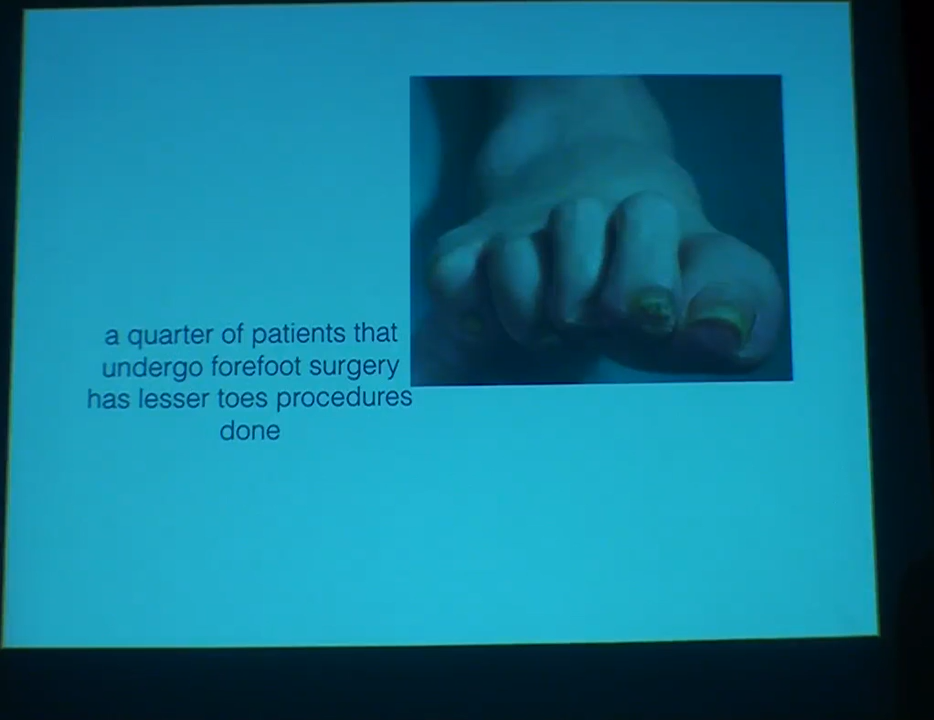 a quarter of patients that
undergo forefoot surgery
has lesser toes procedures
done